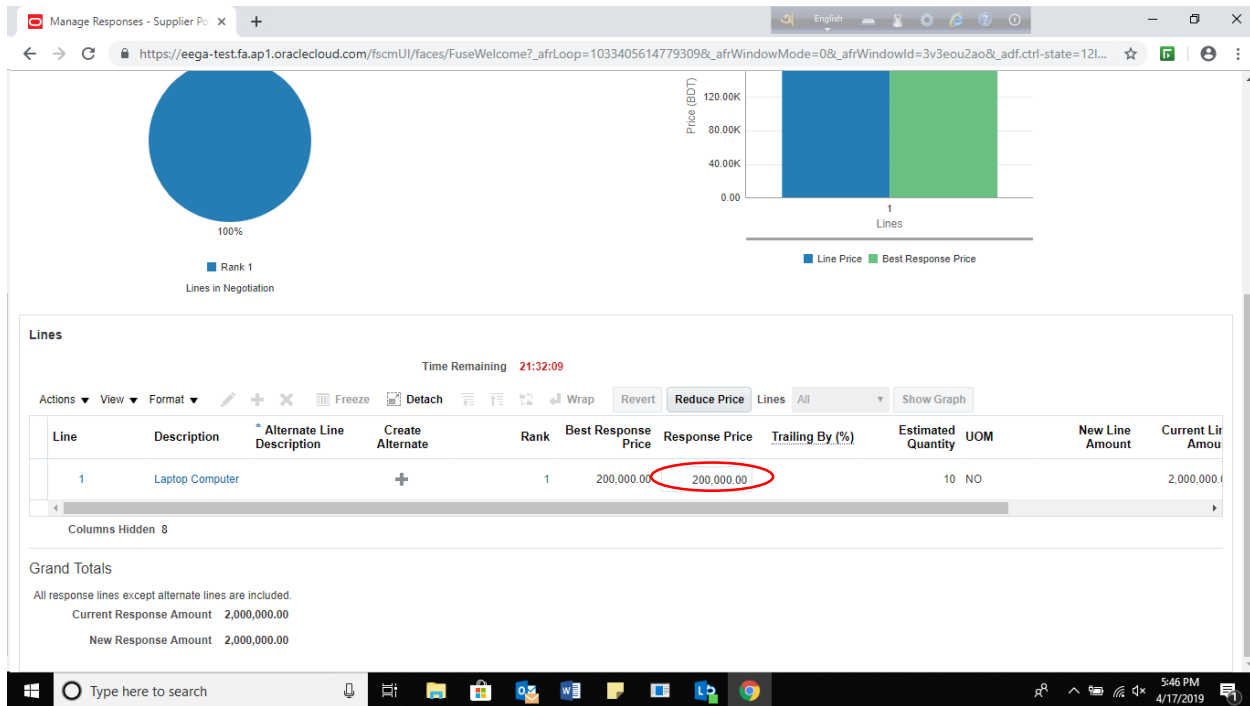 Manage Responses - Supplier Po
English
https://eega-test.fa.ap1.oraclecloud.com/fscmUI/faces/FuseWelcome?_afrLoop=1033405614779309&_afrWindowMode=0&_afrWindowId=3v3eou2ao&_adf.ctrl-state=12l...
100%
Rank 1
Lines in Negotiation
Price (BDT)
120.00K
80.00K
40.00K
0.00
1
Lines
Line Price Best Response Price
Lines
Time Remaining 21:32:09
Actions View Format Freeze Detach Wrap Revert Reduce Price Lines All Show Graph
Line Description * Alternate Line Description Create Alternate Rank Best Response Price Response Price Trailing By (%) Estimated Quantity UOM New Line Amount Current Lin Amou
1 Laptop Computer 1 200,000.00 200,000.00 10 NO 2,000,000.0
Columns Hidden 8
Grand Totals
All response lines except alternate lines are included.
Current Response Amount 2,000,000.00
New Response Amount 2,000,000.00
Type here to search
5:46 PM
4/17/2019